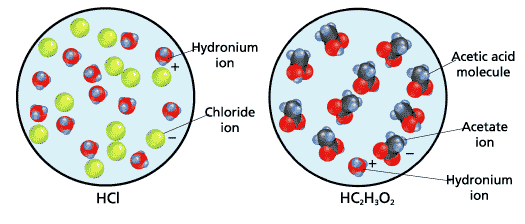 Hydronium
ion
+
Chloride
ion
−
HCl
Acetic acid
molecule
Acetate
ion
−
+
Hydronium
ion
HC₂H₃O₂